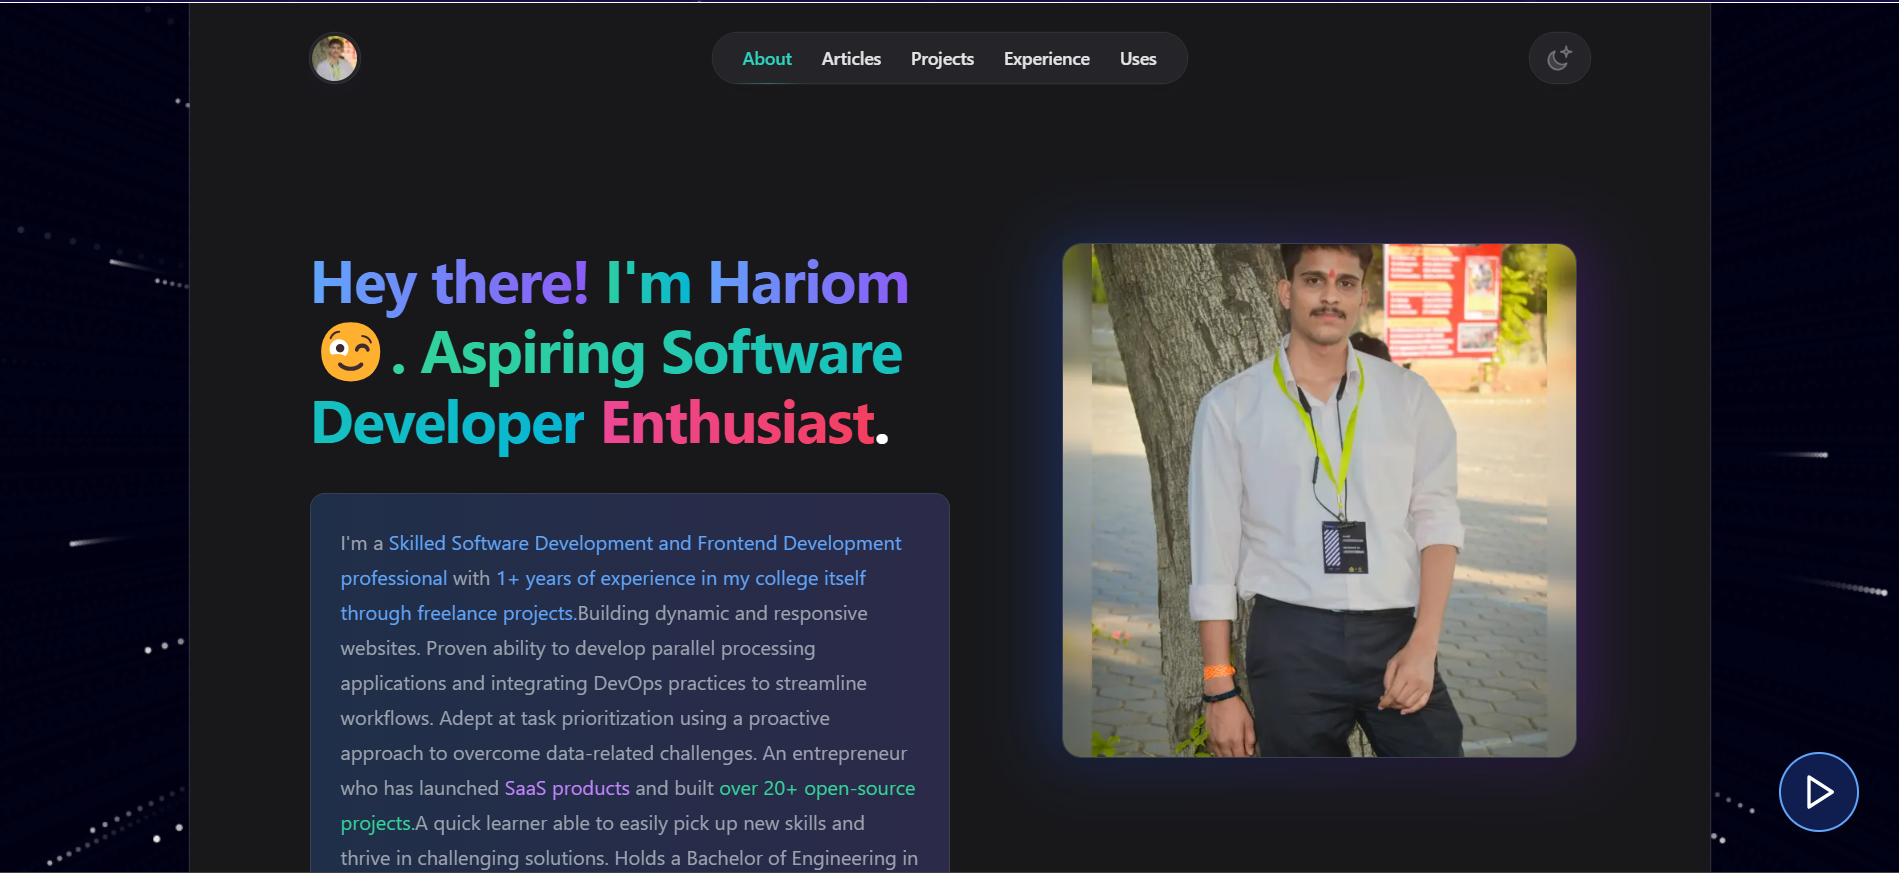 About Articles Projects Experience Uses
Hey there! I'm Hariom
😉. Aspiring Software
Developer Enthusiast.
I'm a Skilled Software Development and Frontend Development
professional with 1+ years of experience in my college itself
through freelance projects.Building dynamic and responsive
websites. Proven ability to develop parallel processing
applications and integrating DevOps practices to streamline
workflows. Adept at task prioritization using a proactive
approach to overcome data-related challenges. An entrepreneur
who has launched SaaS products and built over 20+ open-source
projects.A quick learner able to easily pick up new skills and
thrive in challenging solutions. Holds a Bachelor of Engineering in